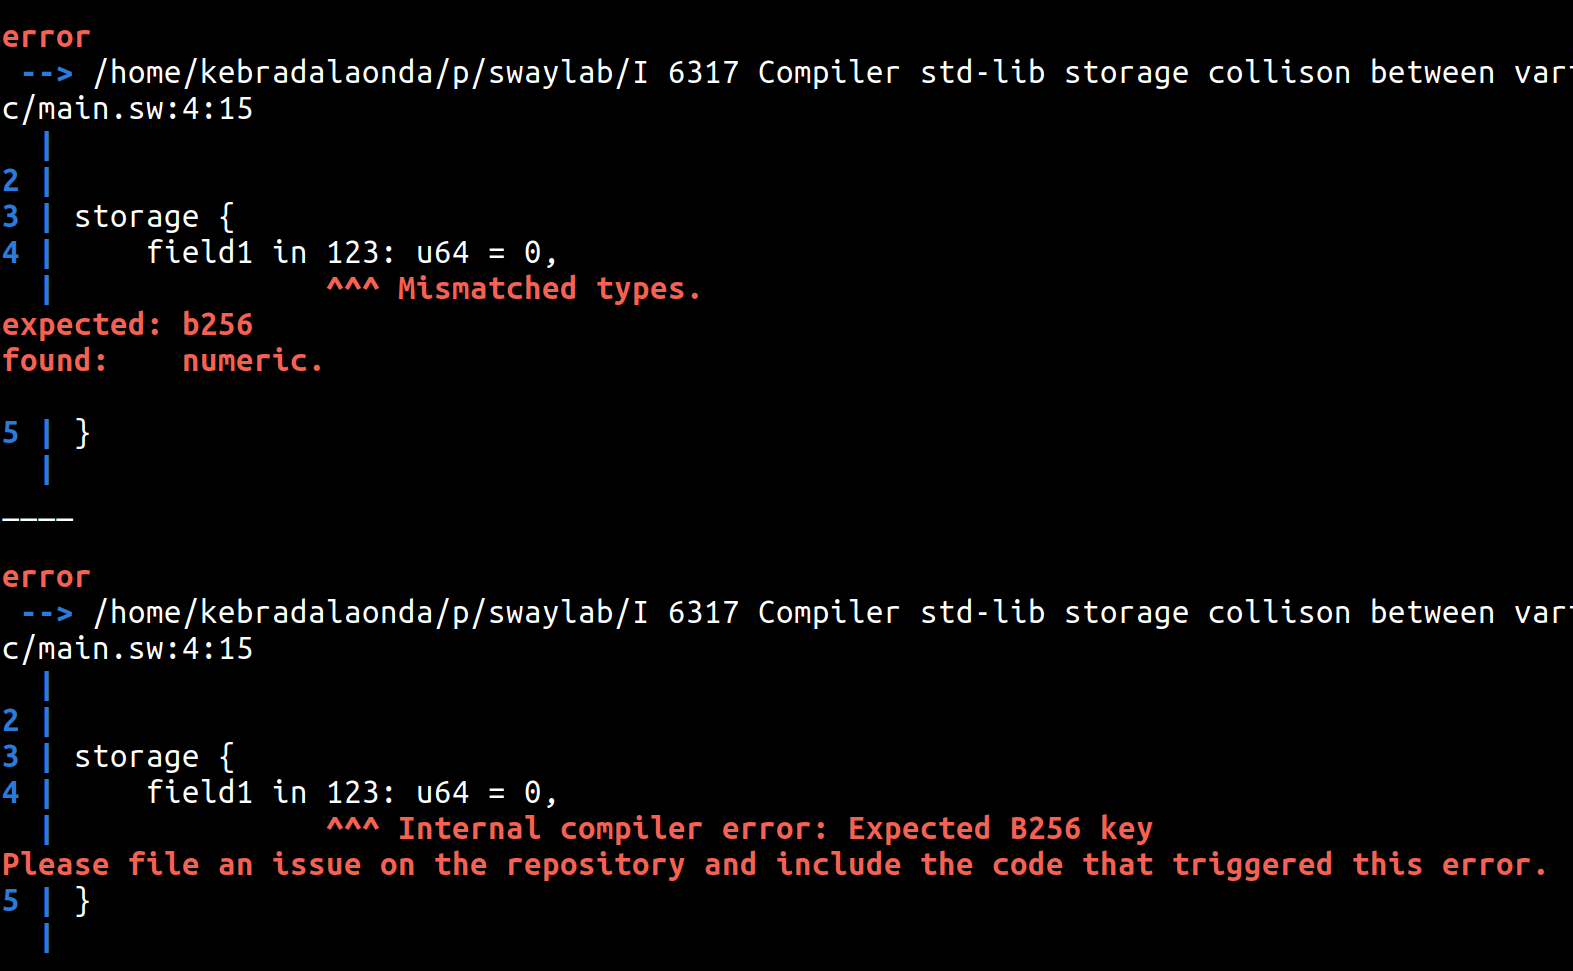 error
 --> /home/kebradalaonda/p/swaylab/I 6317 Compiler std-lib storage collison between var
c/main.sw:4:15
  |
2 |
3 | storage {
4 |     field1 in 123: u64 = 0,
  |               ^^^ Mismatched types.
expected: b256
found:    numeric.

5 | }
  |
____

error
 --> /home/kebradalaonda/p/swaylab/I 6317 Compiler std-lib storage collison between var
c/main.sw:4:15
  |
2 |
3 | storage {
4 |     field1 in 123: u64 = 0,
  |               ^^^ Internal compiler error: Expected B256 key
Please file an issue on the repository and include the code that triggered this error.
5 | }
  |